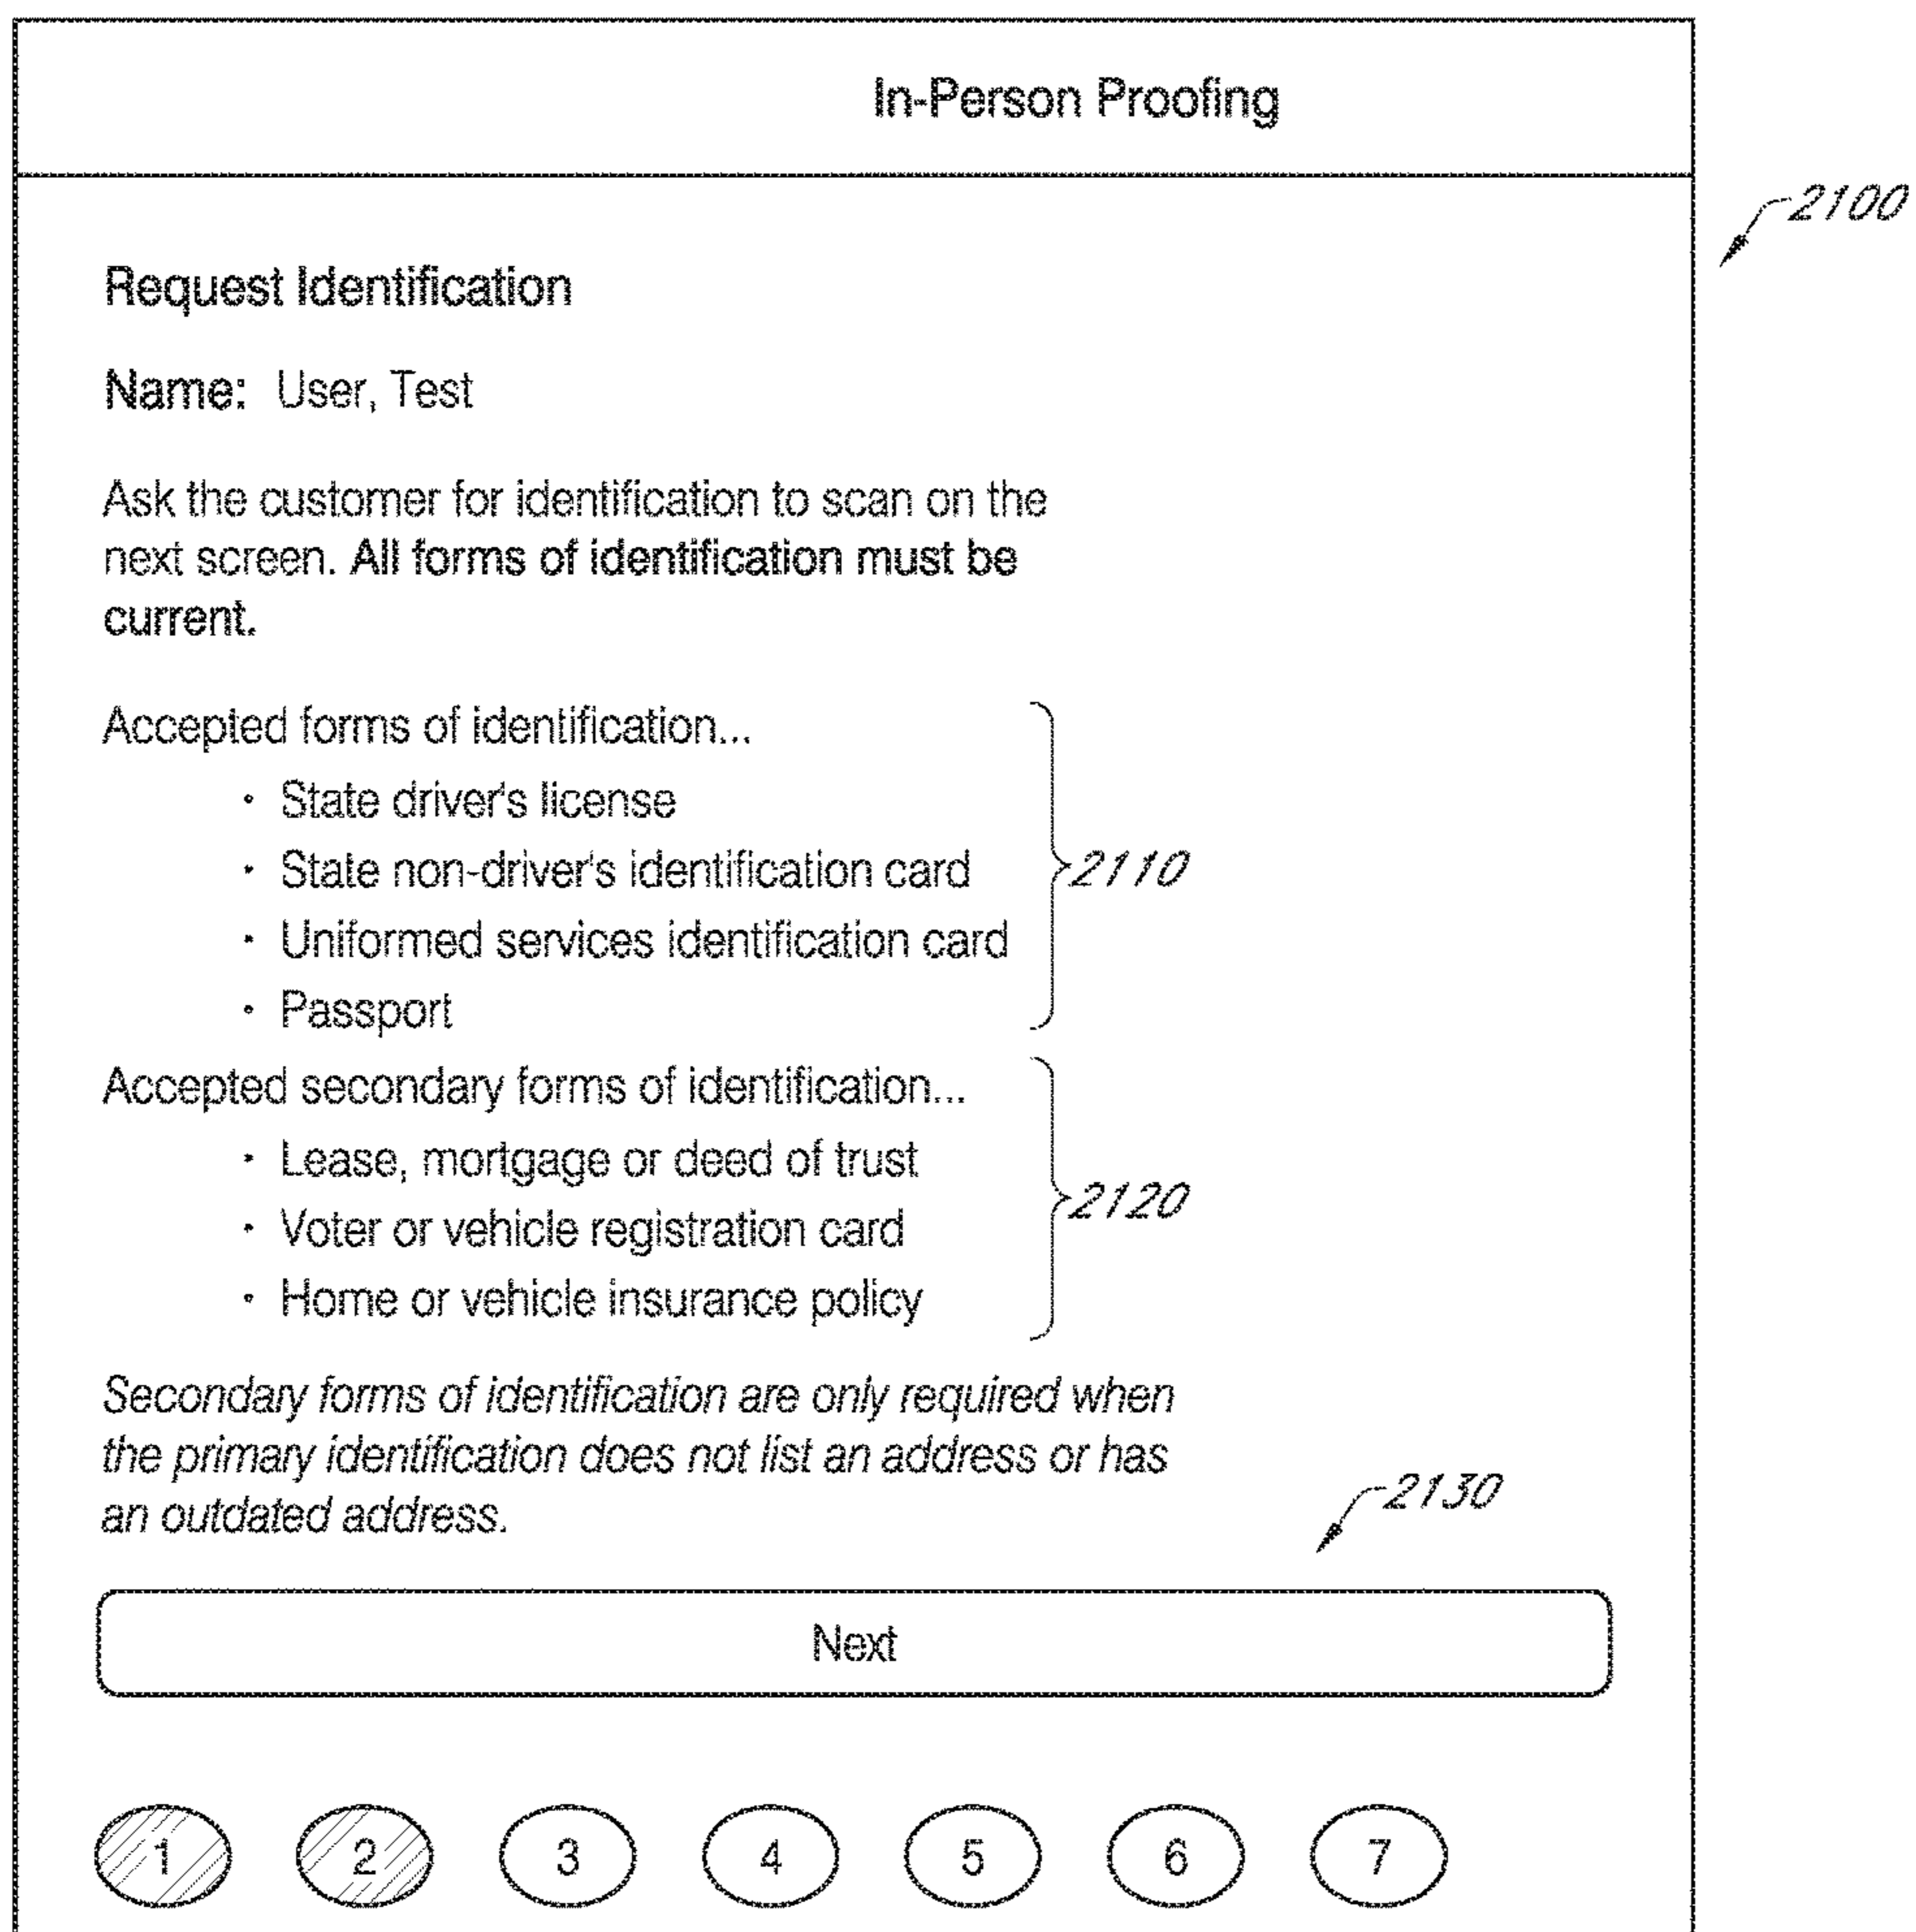 In-Person Proofing
2100
Request Identification
Name: User, Test
Ask the customer for identification to scan on the
next screen. All forms of identification must be
current.
Accepted forms of identification...
· State driver's license
· State non-driver's identification card
2110
· Uniformed services identification card
· Passport
Accepted secondary forms of identification...
· Lease, mortgage or deed of trust
2120
· Voter or vehicle registration card
· Home or vehicle insurance policy
Secondary forms of identification are only required when
the primary identification does not list an address or has
an outdated address.
2130
Next
1 2 3 4 5 6 7